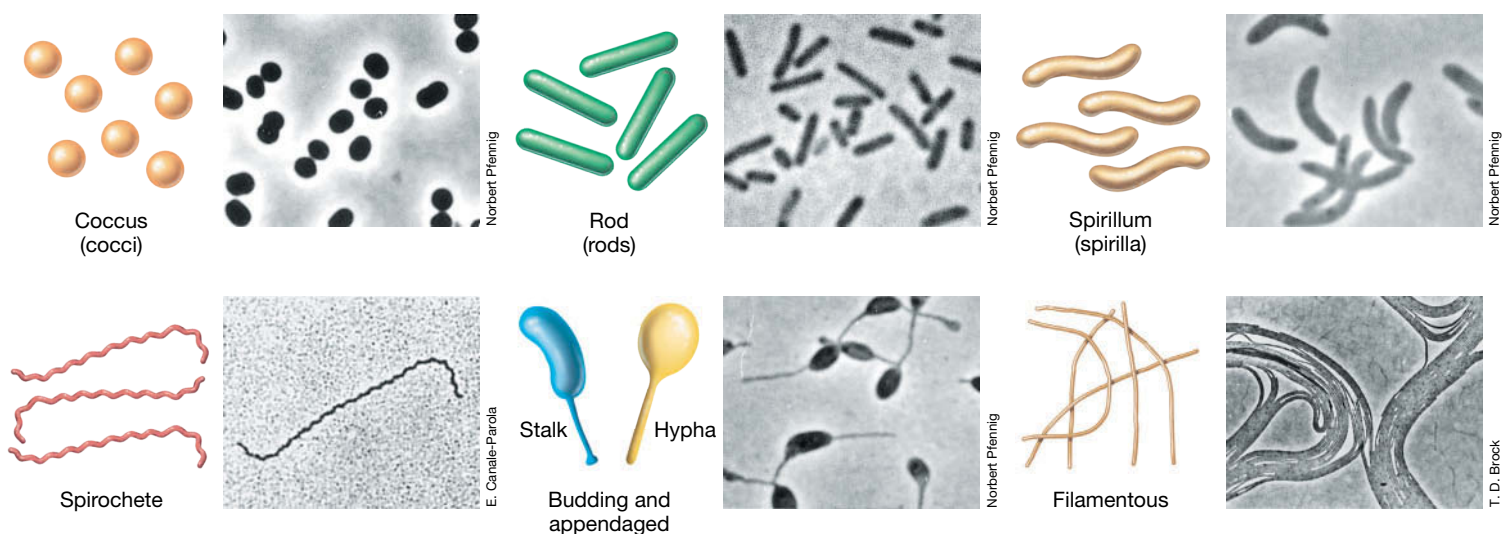 Coccus
(cocci)
Norbert Pfennig
Rod
(rods)
Norbert Pfennig
Spirillum
(spirilla)
Norbert Pfennig
Spirochete
E. Canale-Parola
Stalk
Hypha
Budding and
appendaged
Norbert Pfennig
Filamentous
T. D. Brock